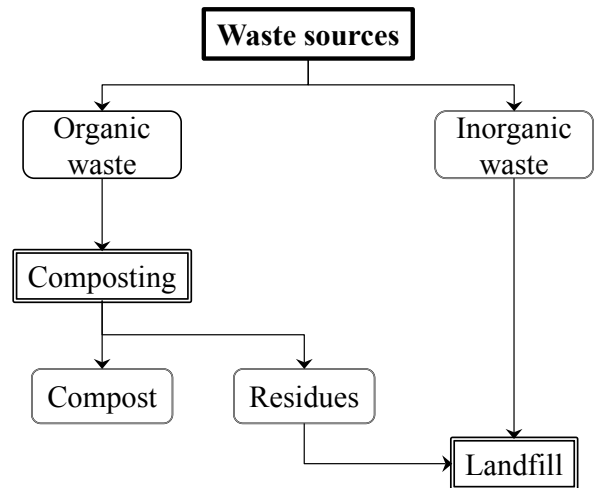 Waste sources
Organic
waste
Inorganic
waste
Composting
Compost
Residues
Landfill